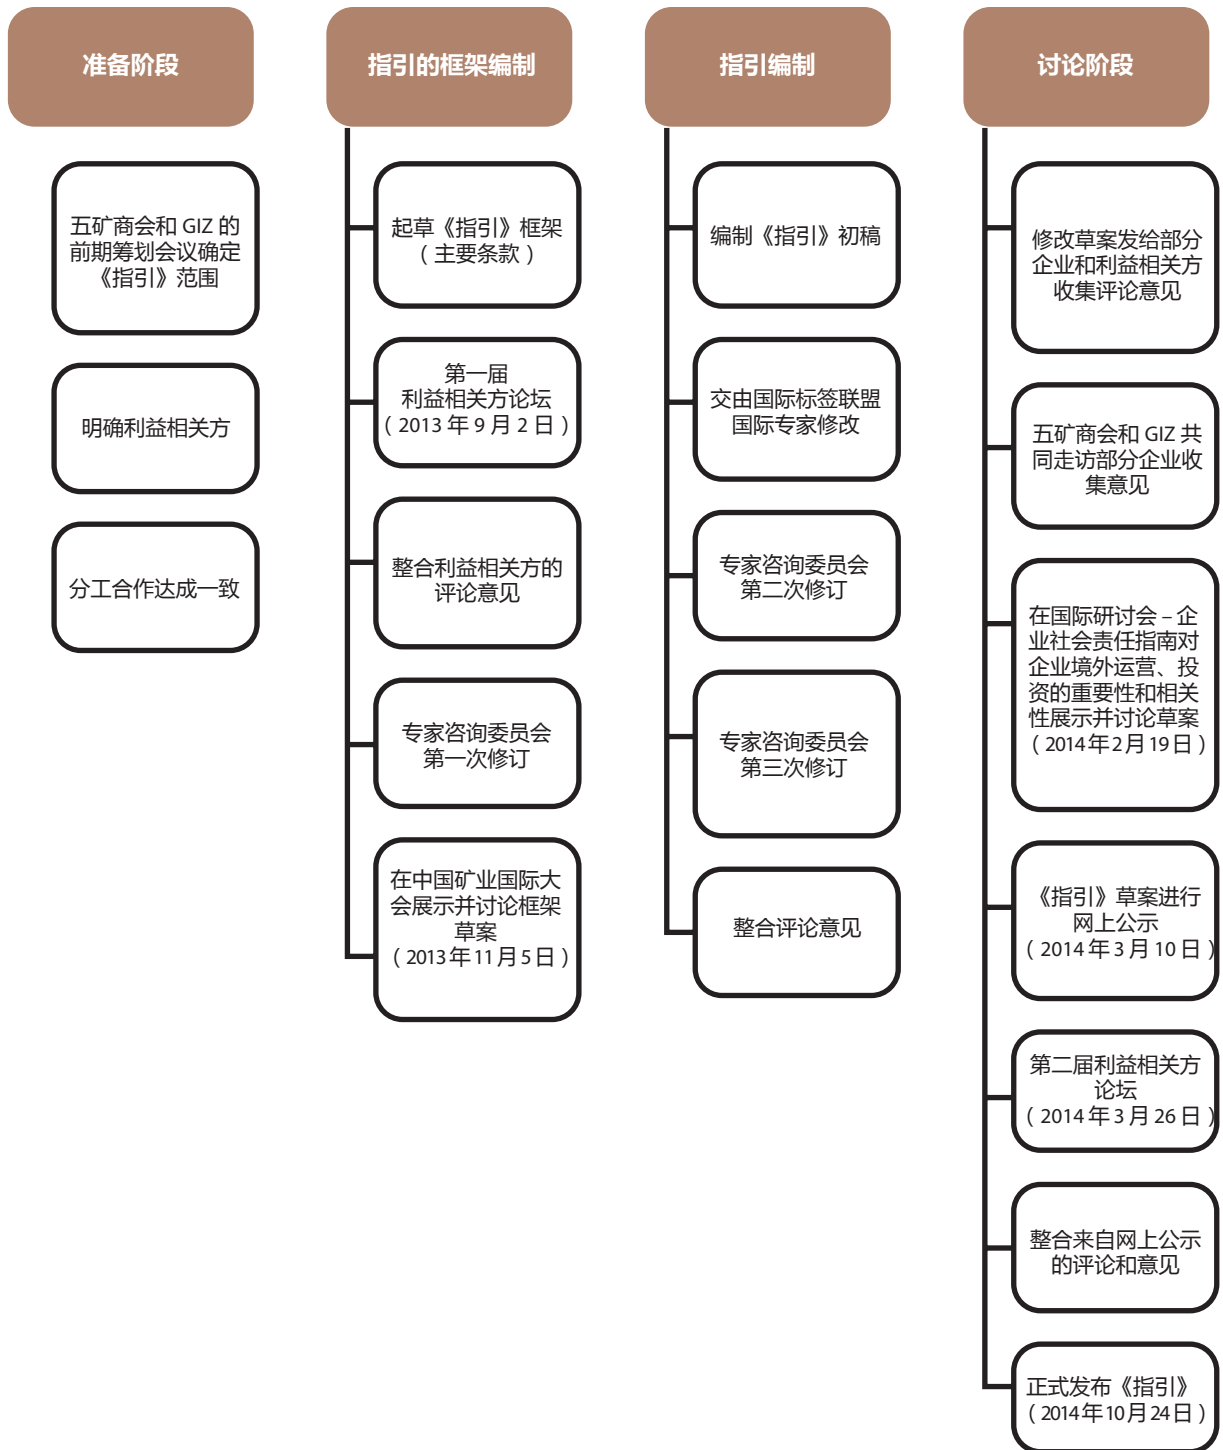 准备阶段
五矿商会和 GIZ 的
前期筹划会议确定
《指引》范围
明确利益相关方
分工合作达成一致
指引的框架编制
起草《指引》框架
（主要条款）
第一届
利益相关方论坛
（2013 年 9 月 2 日）
整合利益相关方的
评论意见
专家咨询委员会
第一次修订
在中国矿业国际大
会展示并讨论框架
草案
（2013 年 11 月 5 日）
指引编制
编制《指引》初稿
交由国际标签联盟
国际专家修改
专家咨询委员会
第二次修订
专家咨询委员会
第三次修订
整合评论意见
讨论阶段
修改草案发给部分
企业和利益相关方
收集评论意见
五矿商会和 GIZ 共
同走访部分企业收
集意见
在国际研讨会 – 企
业社会责任指南对
企业境外运营、投
资的重要性和相关
性展示并讨论草案
（2014年2月19日）
《指引》草案进行
网上公示
（2014 年 3 月 10 日）
第二届利益相关方
论坛
（2014 年 3 月 26 日）
整合来自网上公示
的评论和意见
正式发布《指引》
（2014年10月24日）